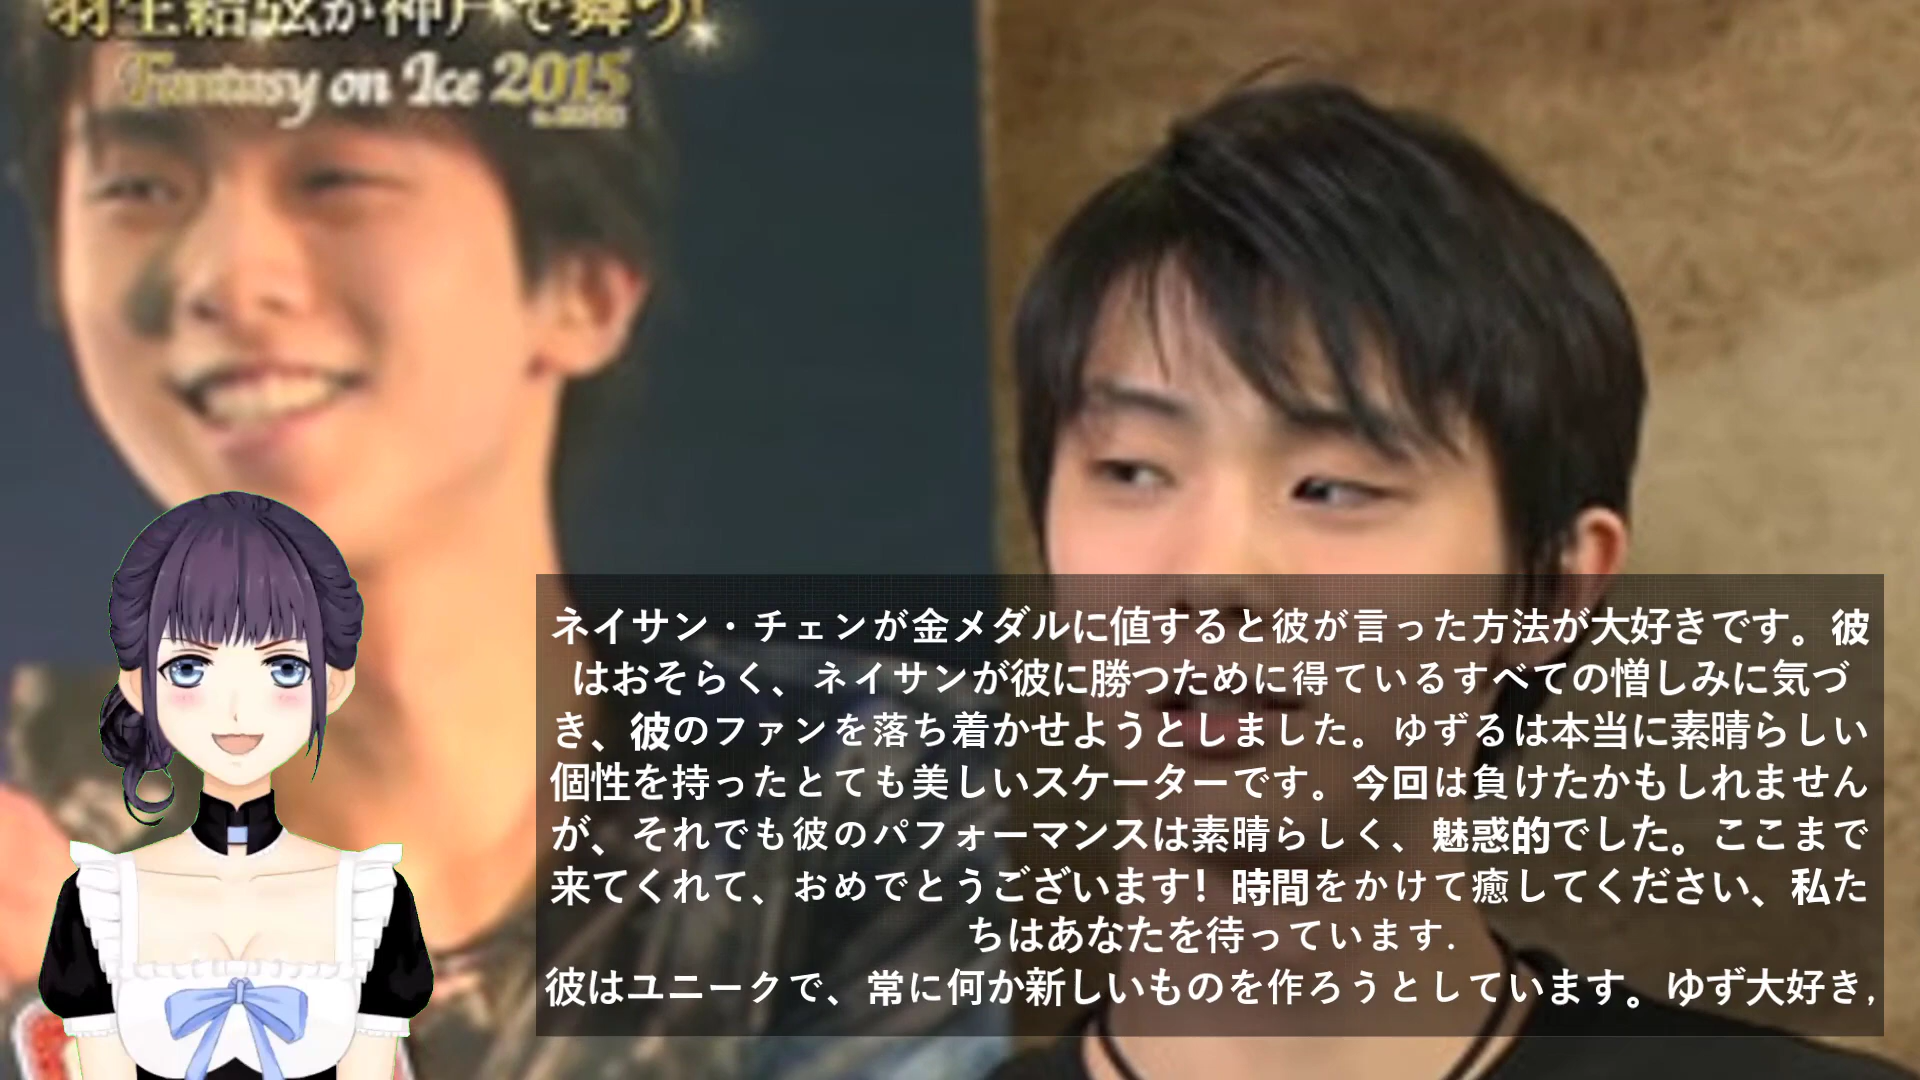 羽生結弦が神戸で舞う!
Fantasy on Ice 2015
ネイサン・チェンが金メダルに値すると彼が言った方法が大好きです。彼
はおそらく、ネイサンが彼に勝つために得ているすべての憎しみに気づ
き、彼のファンを落ち着かせようとしました。ゆずるは本当に素晴らしい
個性を持ったとても美しいスケーターです。今回は負けたかもしれません
が、それでも彼のパフォーマンスは素晴らしく、魅惑的でした。ここまで
来てくれて、おめでとうございます! 時間をかけて癒してください、私た
ちはあなたを待っています.
彼はユニークで、常に何か新しいものを作ろうとしています。ゆず大好き,